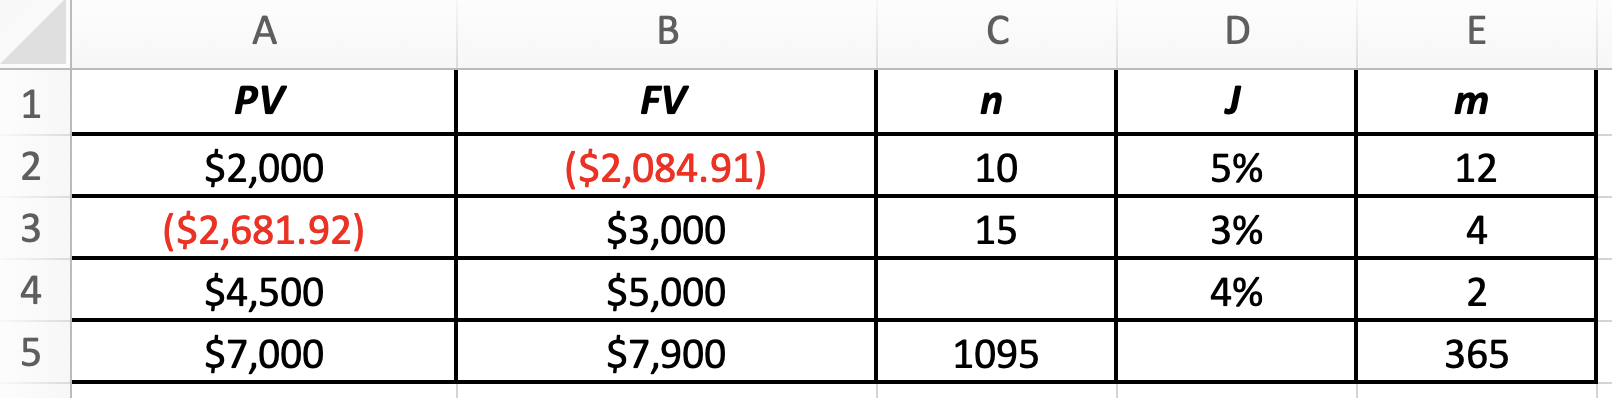 A B C D E
1 PV FV n J m
2 $2,000 ($2,084.91) 10 5% 12
3 ($2,681.92) $3,000 15 3% 4
4 $4,500 $5,000 4% 2
5 $7,000 $7,900 1095 365